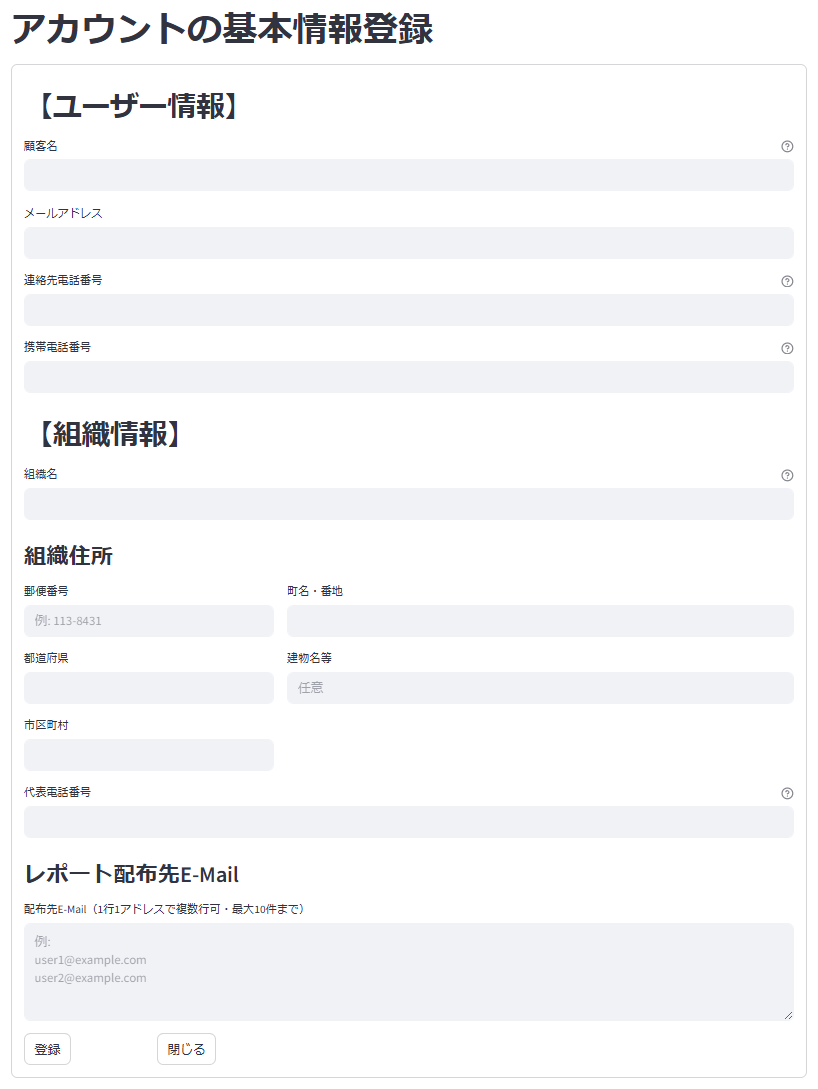 アカウントの基本情報登録
【ユーザー情報】
顧客名
メールアドレス
連絡先電話番号
携帯電話番号
【組織情報】
組織名
組織住所
郵便番号
例: 113-8431
町名・番地
都道府県
建物名等
任意
市区町村
代表電話番号
レポート配布先E-Mail
配布先E-Mail（1行1アドレスで複数行可・最大10件まで）
例:
user1@example.com
user2@example.com
登録
閉じる